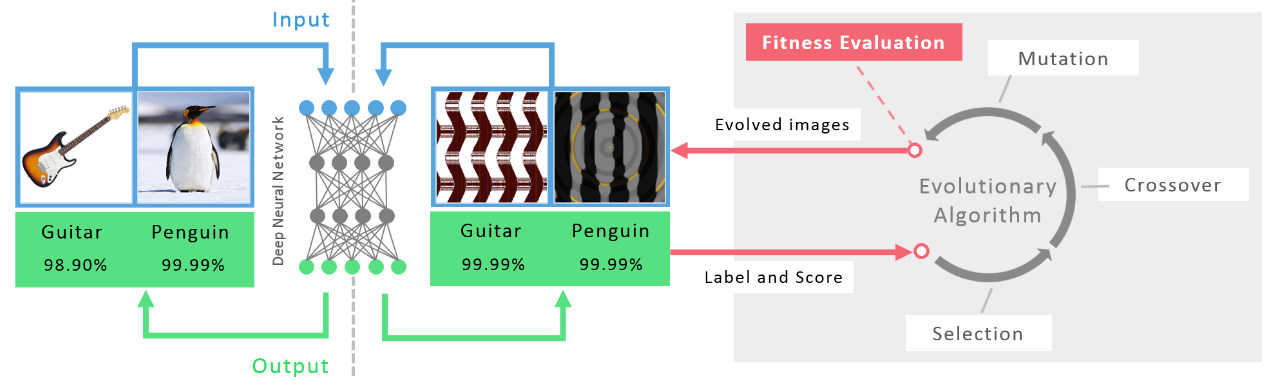 Input
Deep Neural Network
Guitar Penguin
98.90% 99.99%
Output
Guitar Penguin
99.99% 99.99%
Evolved images
Label and Score
Fitness Evaluation
Mutation
Crossover
Evolutionary
Algorithm
Selection